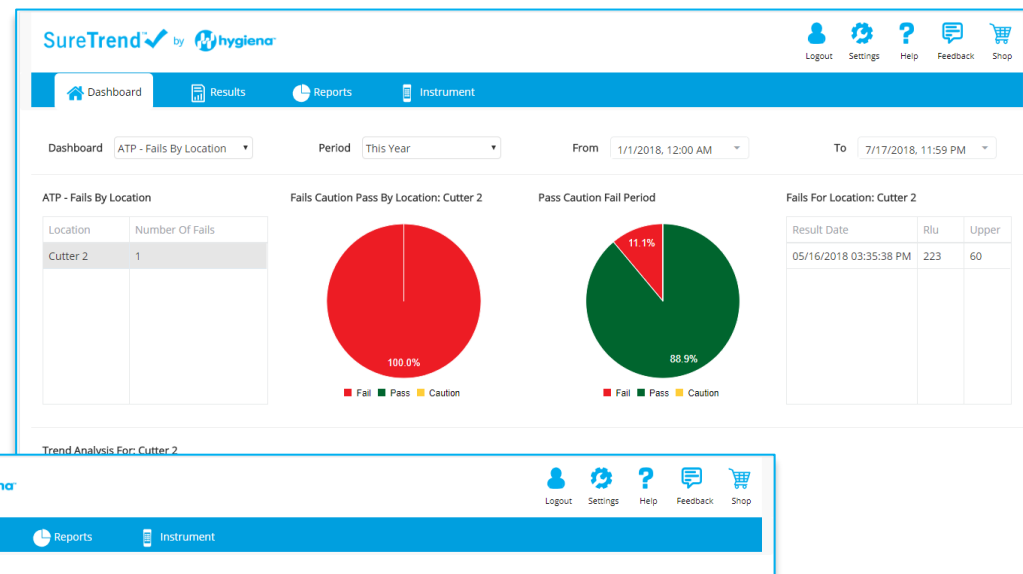 SureTrend™ by hygiena™
Logout Settings Help Feedback Shop
Dashboard Results Reports Instrument
Dashboard ATP - Fails By Location Period This Year From 1/1/2018, 12:00 AM To 7/17/2018, 11:59 PM
ATP - Fails By Location Fails Caution Pass By Location: Cutter 2 Pass Caution Fail Period Fails For Location: Cutter 2
Location Number Of Fails Result Date Rlu Upper
Cutter 2 1 05/16/2018 03:35:38 PM 223 60
11.1%
100.0% 88.9%
Fail Pass Caution Fail Pass Caution
Trend Analysis For: Cutter 2
na™
Logout Settings Help Feedback Shop
Reports Instrument